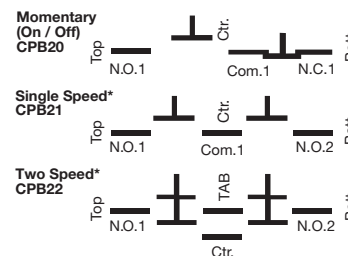 Momentary
(On / Off)
CPB20
Top
N.O.1
Ctr.
Com.1
N.C.1
Single Speed*
CPB21
Top
N.O.1
Ctr.
Com.1
N.O.2
Two Speed*
CPB22
Top
N.O.1
TAB
Ctr.
N.O.2